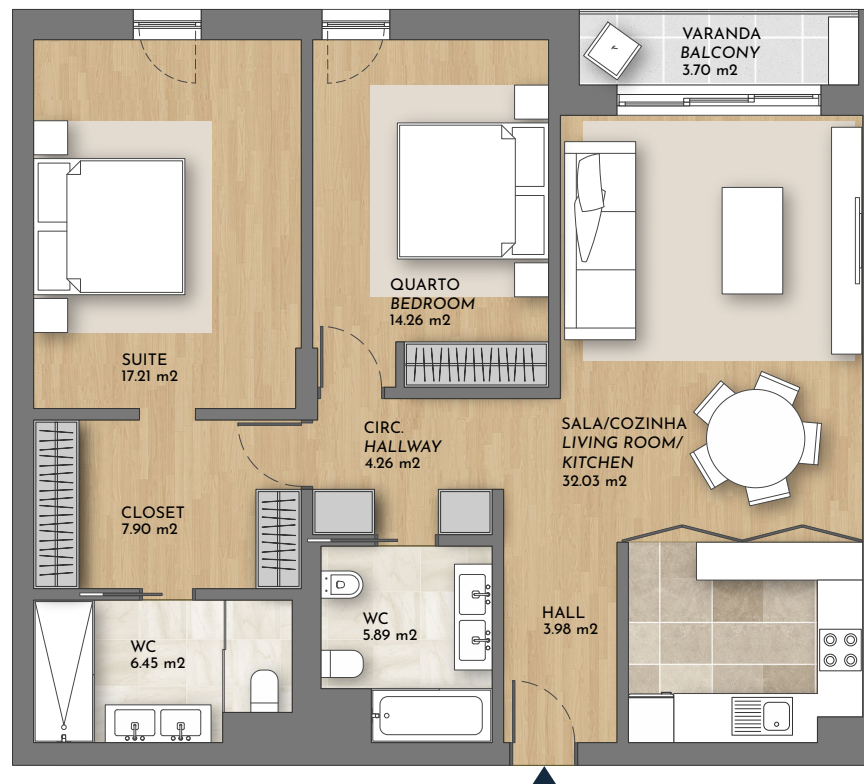 VARANDA
BALCONY
3.70 m2
QUARTO
BEDROOM
14.26 m2
SUITE
17.21 m2
CIRC.
HALLWAY
4.26 m2
SALA/COZINHA
LIVING ROOM/
KITCHEN
32.03 m2
CLOSET
7.90 m2
HALL
3.98 m2
WC
5.89 m2
WC
6.45 m2